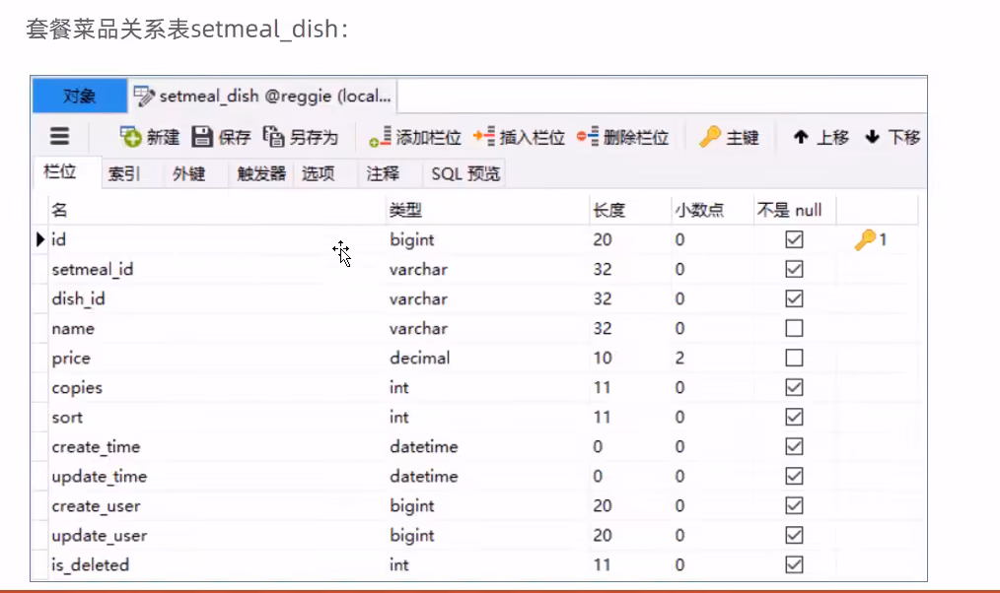 套餐菜品关系表setmeal_dish：
对象 setmeal_dish @reggie (local...
新建 保存 另存为 添加栏位 插入栏位 删除栏位 主键 上移 下移
栏位 索引 外键 触发器 选项 注释 SQL 预览
名 类型 长度 小数点 不是 null
id bigint 20 0 1
setmeal_id varchar 32 0
dish_id varchar 32 0
name varchar 32 0
price decimal 10 2
copies int 11 0
sort int 11 0
create_time datetime 0 0
update_time datetime 0 0
create_user bigint 20 0
update_user bigint 20 0
is_deleted int 11 0